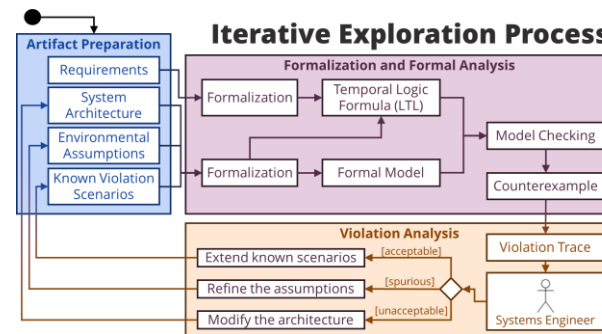 Iterative Exploration Process
Artifact Preparation
Requirements
System
Architecture
Environmental
Assumptions
Known Violation
Scenarios
Formalization and Formal Analysis
Formalization
Temporal Logic
Formula (LTL)
Formalization
Formal Model
Model Checking
Counterexample
Violation Analysis
Violation Trace
Extend known scenarios
[acceptable]
Refine the assumptions
[spurious]
Modify the architecture
[unacceptable]
Systems Engineer